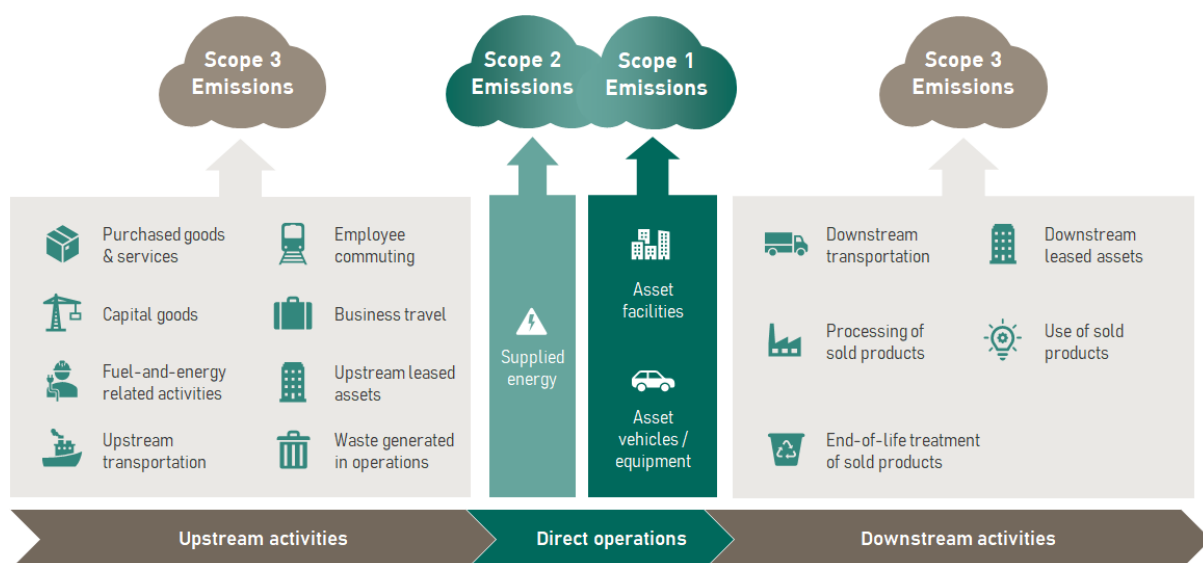 Scope 3
Emissions
Scope 2
Emissions
Scope 1
Emissions
Scope 3
Emissions
Purchased goods
& services
Capital goods
Fuel-and-energy
related activities
Upstream
transportation
Employee
commuting
Business travel
Upstream leased
assets
Waste generated
in operations
Supplied
energy
Asset
facilities
Asset
vehicles /
equipment
Downstream
transportation
Processing of
sold products
End-of-life treatment
of sold products
Downstream
leased assets
Use of sold
products
Upstream activities
Direct operations
Downstream activities